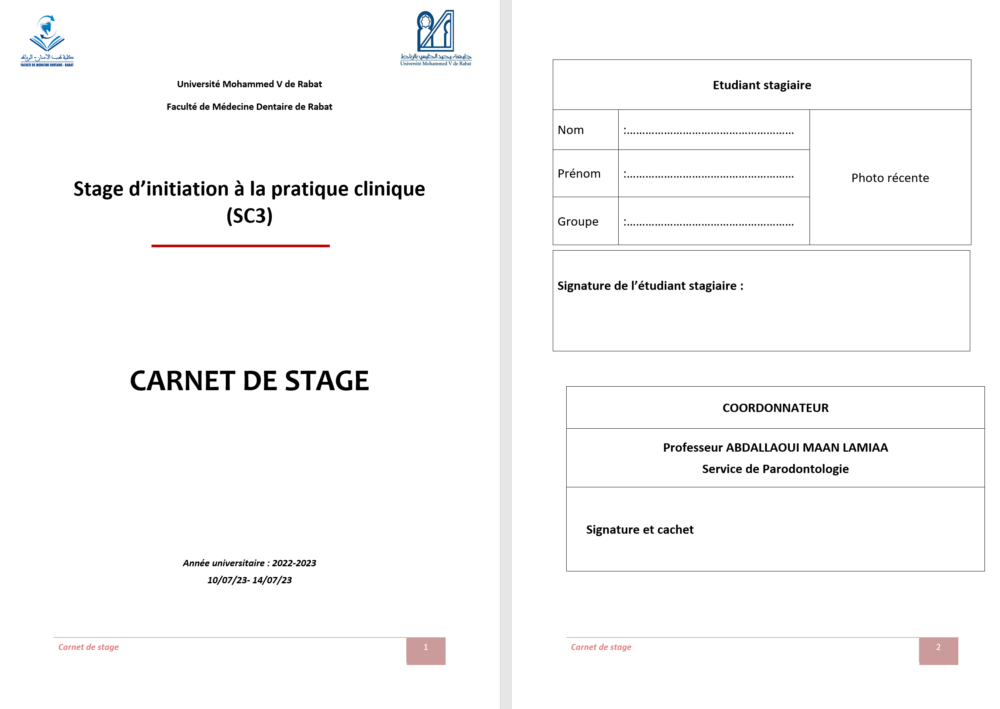 كلية طب الأسنان - الرباط
FACULTE DE MEDECINE DENTAIRE - RABAT
جامعة محمد الخامس بالرباط
Université Mohammed V de Rabat
Université Mohammed V de Rabat
Faculté de Médecine Dentaire de Rabat
Stage d’initiation à la pratique clinique
(SC3)
CARNET DE STAGE
Année universitaire : 2022-2023
10/07/23- 14/07/23
Carnet de stage
1
Etudiant stagiaire
Nom :………………………………………………
Prénom :………………………………………………
Groupe :………………………………………………
Photo récente
Signature de l’étudiant stagiaire :
COORDONNATEUR
Professeur ABDALLAOUI MAAN LAMIAA
Service de Parodontologie
Signature et cachet
Carnet de stage
2